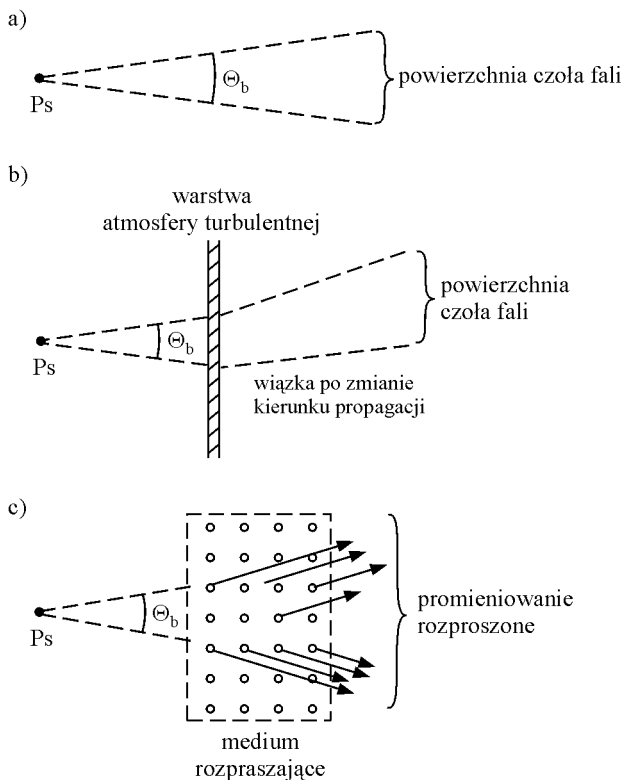 a)
Θb
Ps
powierzchnia czoła fali
b)
warstwa
atmosfery turbulentnej
Θb
Ps
powierzchnia
czoła fali
wiązka po zmianie
kierunku propagacji
c)
Θb
Ps
promieniowanie
rozproszone
medium
rozpraszające